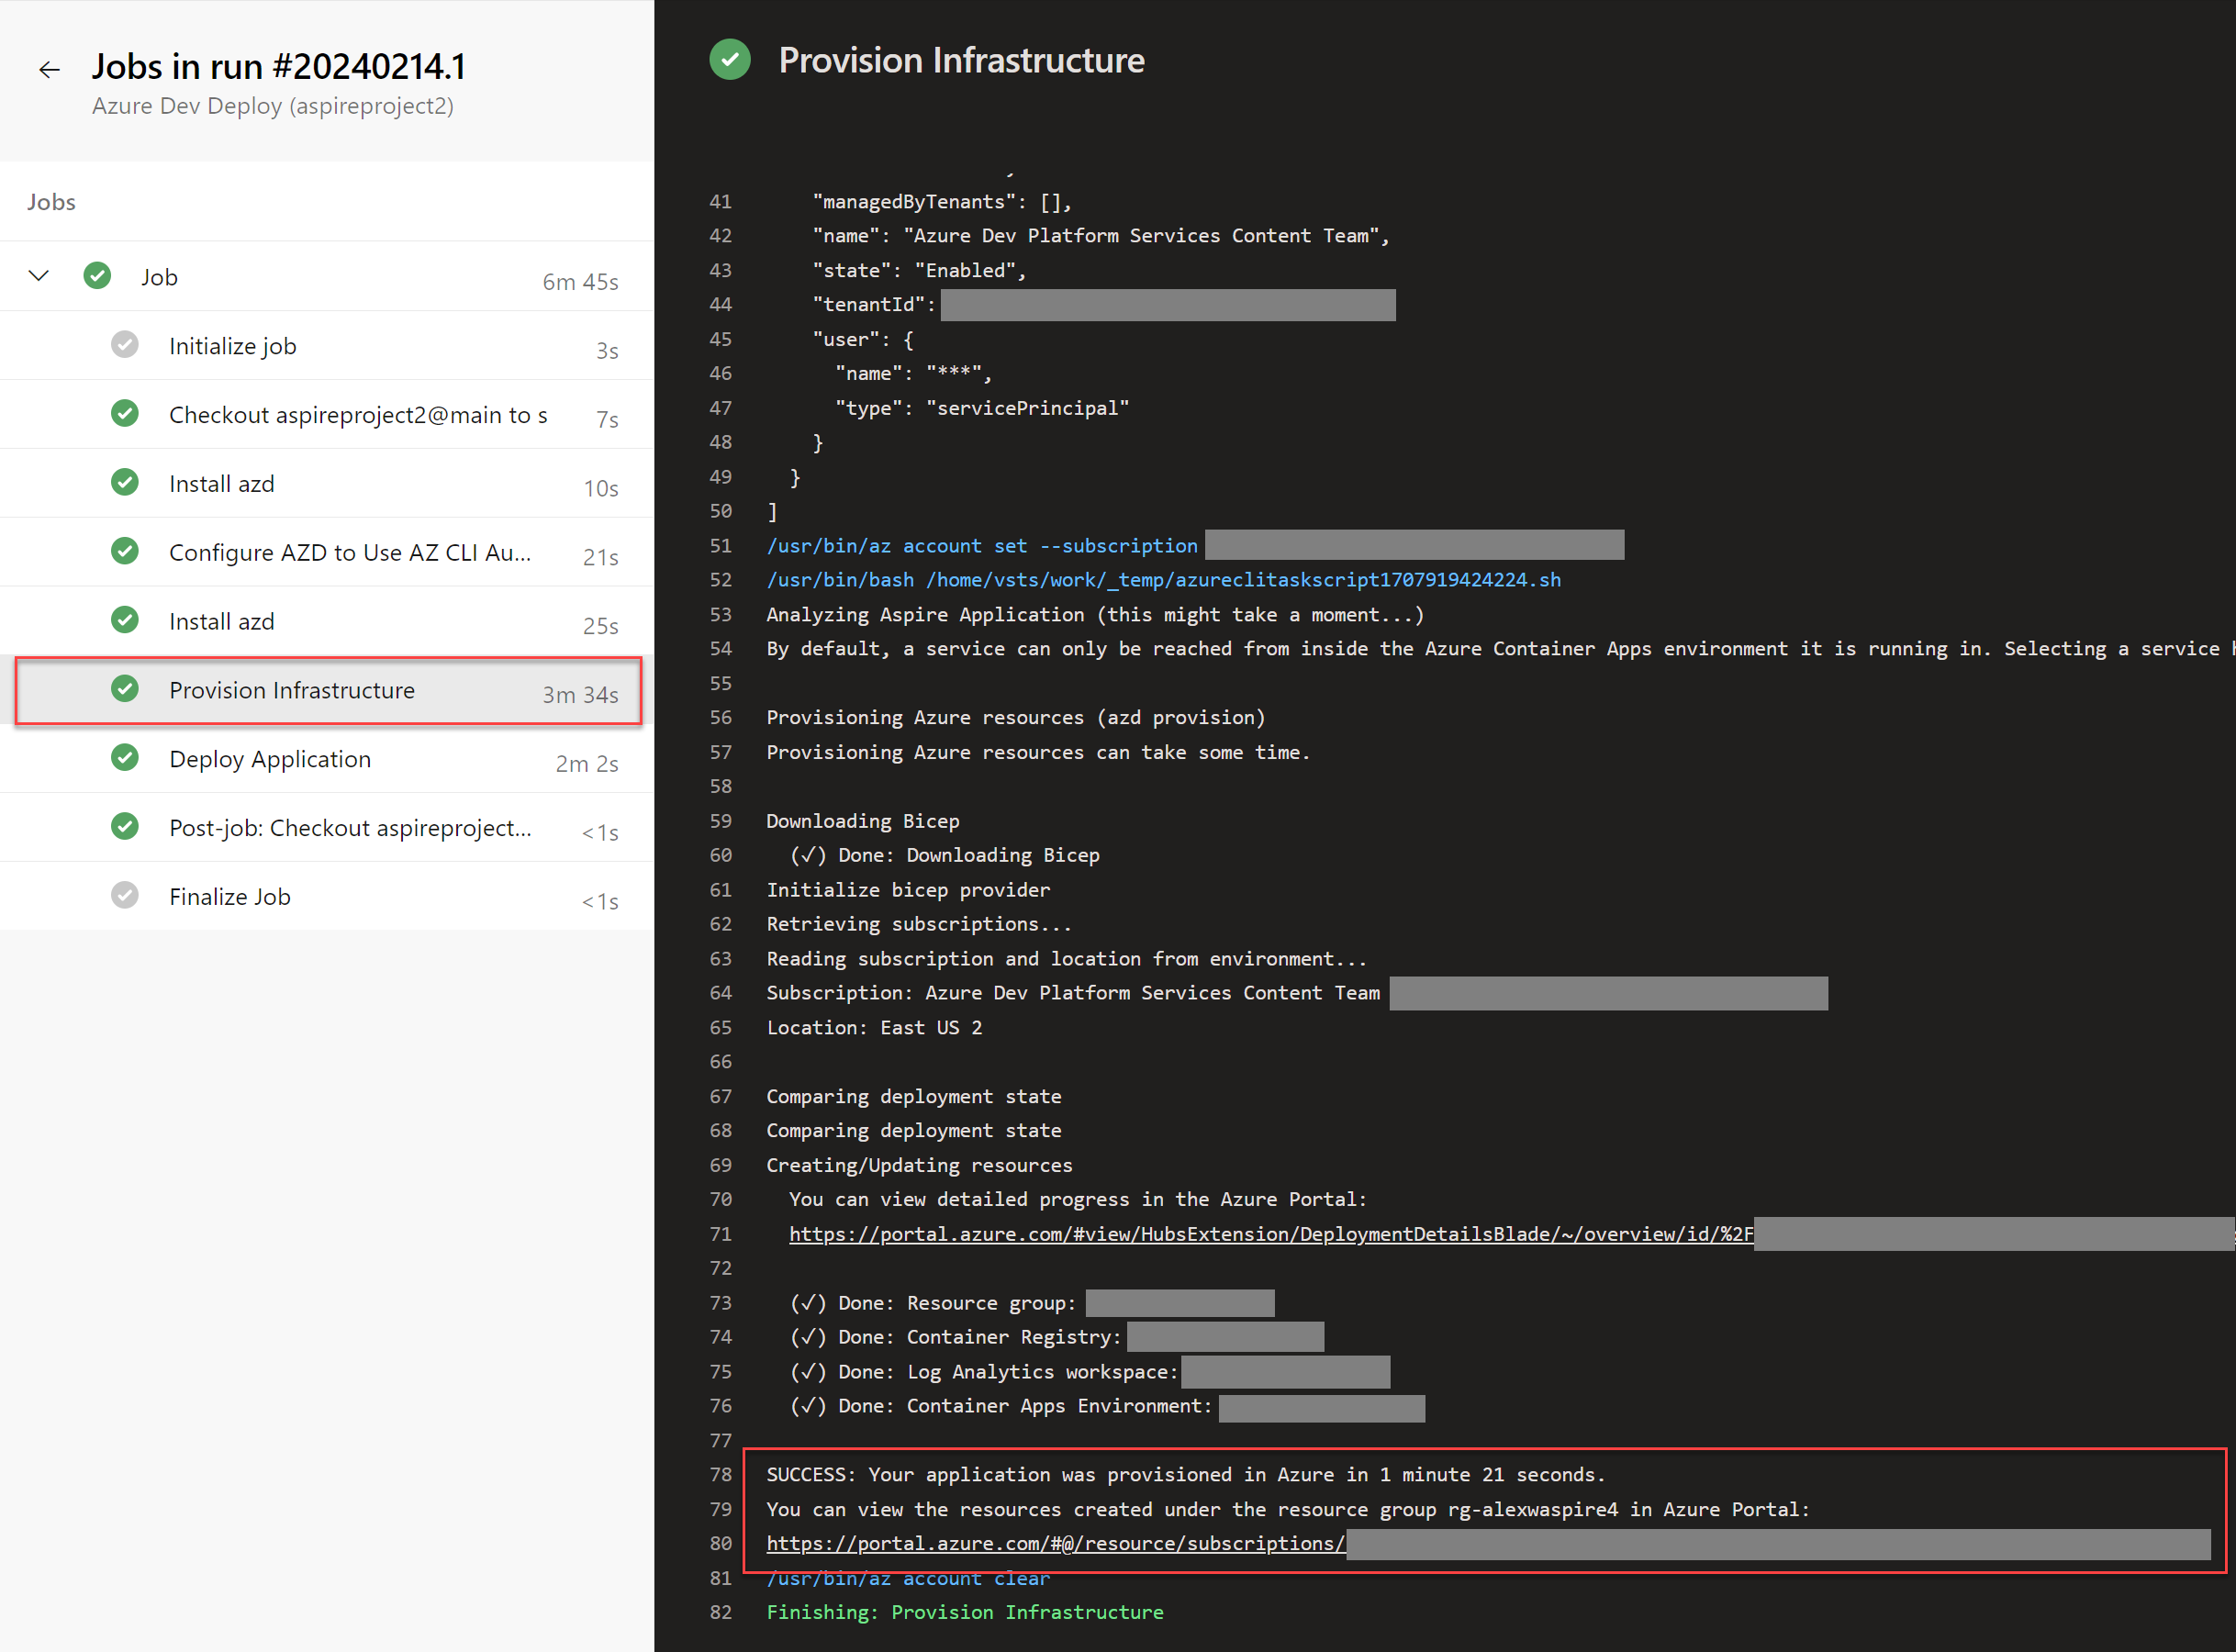 Jobs in run #20240214.1
Azure Dev Deploy (aspireproject2)
Jobs
Job 6m 45s
Initialize job 3s
Checkout aspireproject2@main to s 7s
Install azd 10s
Configure AZD to Use AZ CLI Au... 21s
Install azd 25s
Provision Infrastructure 3m 34s
Deploy Application 2m 2s
Post-job: Checkout aspireproject... <1s
Finalize Job <1s
Provision Infrastructure
41 "managedByTenants": [],
42 "name": "Azure Dev Platform Services Content Team",
43 "state": "Enabled",
44 "tenantId":
45 "user": {
46 "name": "***",
47 "type": "servicePrincipal"
48 }
49 }
50 ]
51 /usr/bin/az account set --subscription
52 /usr/bin/bash /home/vsts/work/_temp/azureclitaskscript1707919424224.sh
53 Analyzing Aspire Application (this might take a moment...)
54 By default, a service can only be reached from inside the Azure Container Apps environment it is running in. Selecting a service
55
56 Provisioning Azure resources (azd provision)
57 Provisioning Azure resources can take some time.
58
59 Downloading Bicep
60 (✓) Done: Downloading Bicep
61 Initialize bicep provider
62 Retrieving subscriptions...
63 Reading subscription and location from environment...
64 Subscription: Azure Dev Platform Services Content Team
65 Location: East US 2
66
67 Comparing deployment state
68 Comparing deployment state
69 Creating/Updating resources
70 You can view detailed progress in the Azure Portal:
71 https://portal.azure.com/#view/HubsExtension/DeploymentDetailsBlade/~/overview/id/%2F
72
73 (✓) Done: Resource group:
74 (✓) Done: Container Registry:
75 (✓) Done: Log Analytics workspace:
76 (✓) Done: Container Apps Environment:
77
78 SUCCESS: Your application was provisioned in Azure in 1 minute 21 seconds.
79 You can view the resources created under the resource group rg-alexwaspire4 in Azure Portal:
80 https://portal.azure.com/#@/resource/subscriptions/
81 /usr/bin/az account clear
82 Finishing: Provision Infrastructure